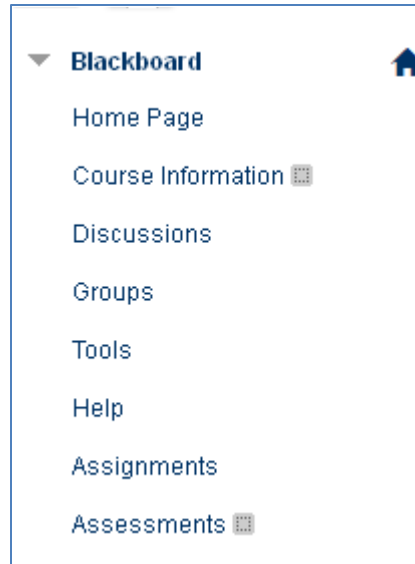 Blackboard
Home Page
Course Information
Discussions
Groups
Tools
Help
Assignments
Assessments